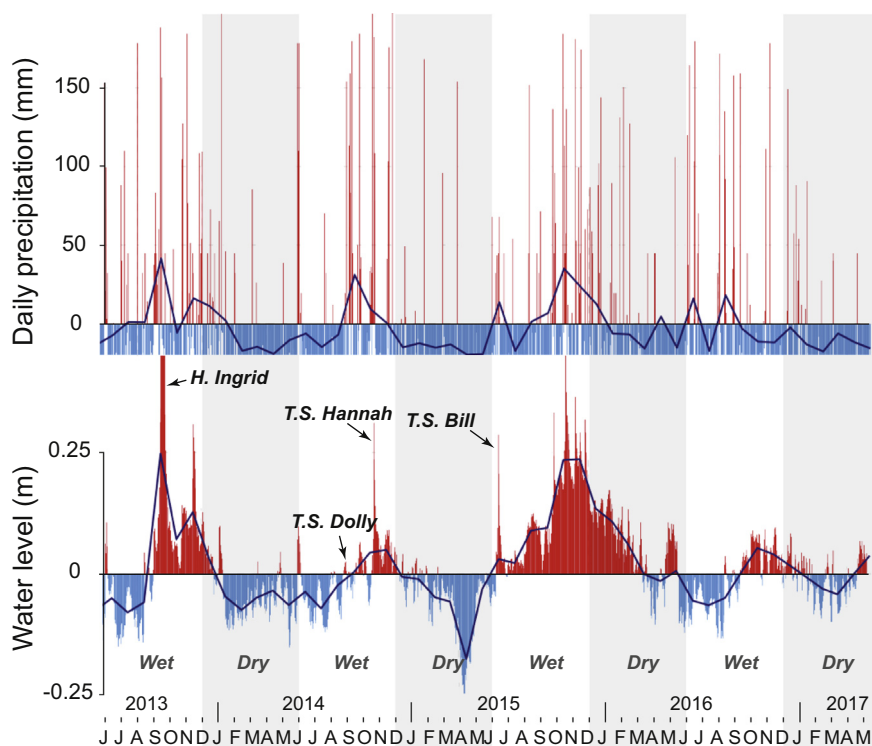 Daily precipitation (mm)
150
100
50
0
H. Ingrid
T.S. Hannah
T.S. Bill
T.S. Dolly
Water level (m)
0.25
0
-0.25
Wet Dry Wet Dry Wet Dry Wet Dry
2013 2014 2015 2016 2017
J J A S O N D J F M A M J J A S O N D J F M A M J J A S O N D J F M A M J J A S O N D J F M A M